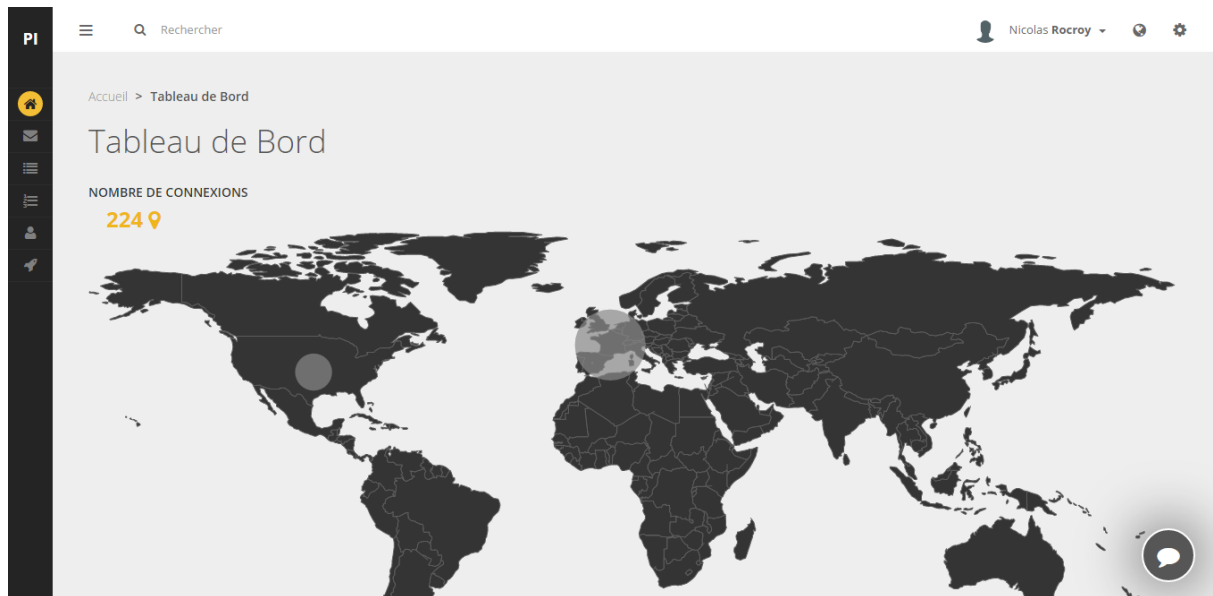 PI
Rechercher
Nicolas Rocroy
Accueil > Tableau de Bord
Tableau de Bord
NOMBRE DE CONNEXIONS
224